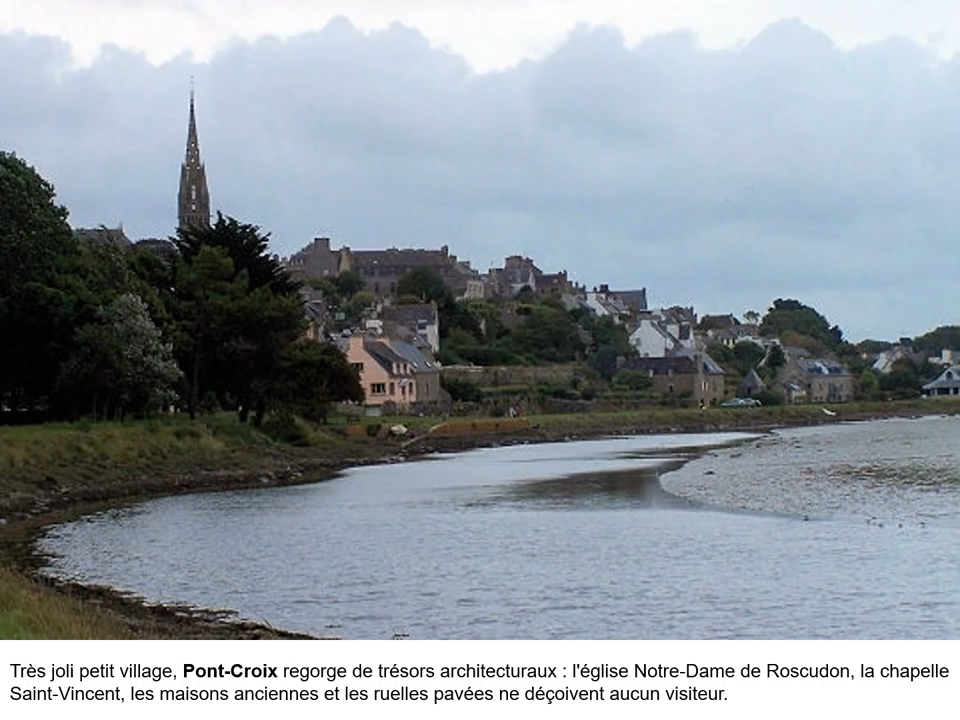 Très joli petit village, Pont-Croix regorge de trésors architecturaux : l'église Notre-Dame de Roscudon, la chapelle
Saint-Vincent, les maisons anciennes et les ruelles pavées ne déçoivent aucun visiteur.